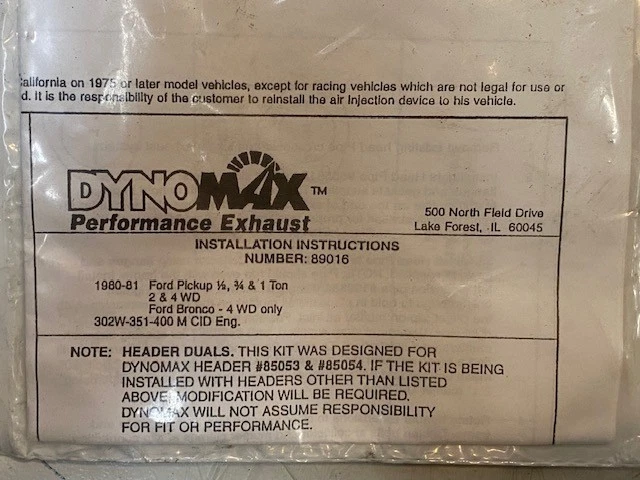 California on 1975 or later model vehicles, except for racing vehicles which are not legal for use or
d. It is the responsibility of the customer to reinstall the air injection device to his vehicle.
DYNOMAX™
Performance Exhaust
500 North Field Drive
Lake Forest, IL 60045
INSTALLATION INSTRUCTIONS
NUMBER: 89016
1980-81 Ford Pickup ½, ¾ & 1 Ton
2 & 4 WD
Ford Bronco - 4 WD only
302W-351-400 M CID Eng.
NOTE: HEADER DUALS. THIS KIT WAS DESIGNED FOR
DYNOMAX HEADER #85053 & #85054. IF THE KIT IS BEING
INSTALLED WITH HEADERS OTHER THAN LISTED
ABOVE MODIFICATION WILL BE REQUIRED.
DYNOMAX WILL NOT ASSUME RESPONSIBILITY
FOR FIT OR PERFORMANCE.